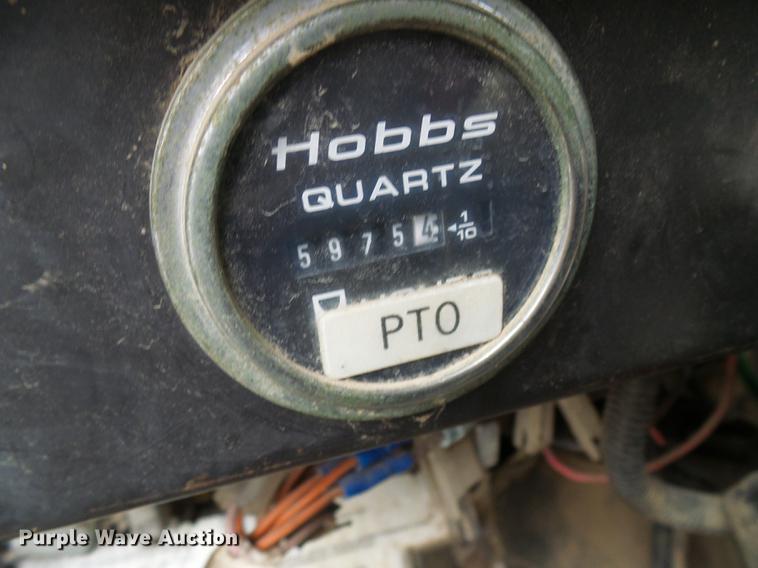 Hobbs
QUARTZ
5 9 7 5 4 1/10
PTO
Purple Wave Auction